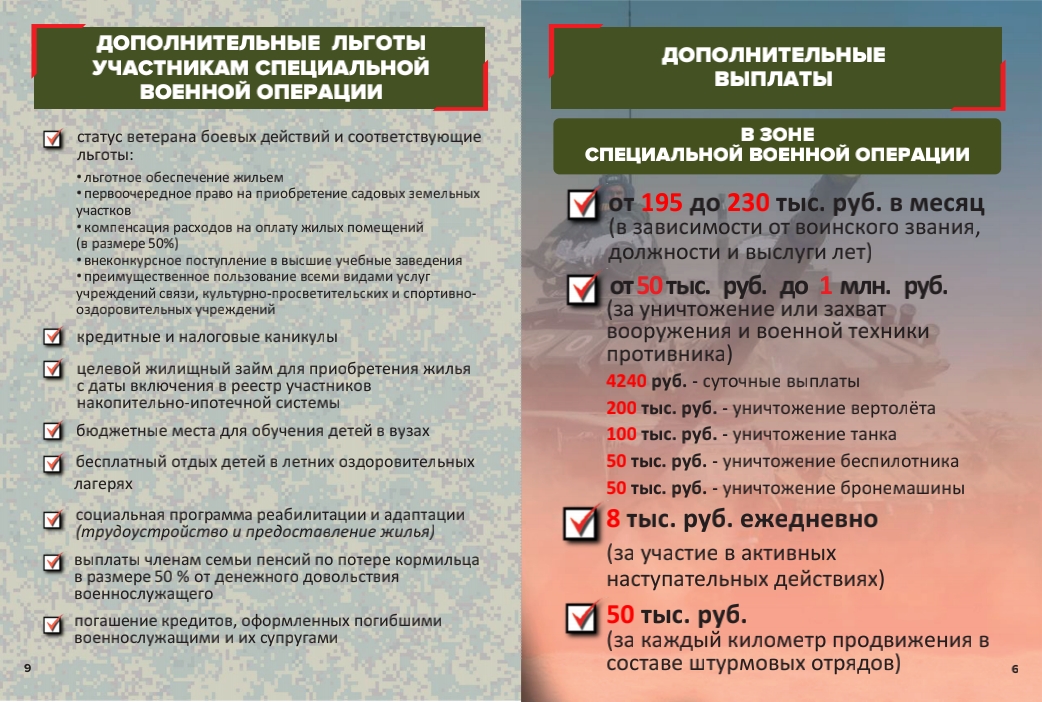 ДОПОЛНИТЕЛЬНЫЕ ЛЬГОТЫ
УЧАСТНИКАМ СПЕЦИАЛЬНОЙ
ВОЕННОЙ ОПЕРАЦИИ
статус ветерана боевых действий и соответствующие
льготы:
• льготное обеспечение жильем
• первоочередное право на приобретение садовых земельных
участков
• компенсация расходов на оплату жилых помещений
(в размере 50%)
• внеконкурсное поступление в высшие учебные заведения
• преимущественное пользование всеми видами услуг
учреждений связи, культурно-просветительских и спортивно-
оздоровительных учреждений
кредитные и налоговые каникулы
целевой жилищный займ для приобретения жилья
с даты включения в реестр участников
накопительно-ипотечной системы
бюджетные места для обучения детей в вузах
бесплатный отдых детей в летних оздоровительных
лагерях
социальная программа реабилитации и адаптации
(трудоустройство и предоставление жилья)
выплаты членам семьи пенсий по потере кормильца
в размере 50 % от денежного довольствия
военнослужащего
погашение кредитов, оформленных погибшими
военнослужащими и их супругами
9
ДОПОЛНИТЕЛЬНЫЕ
ВЫПЛАТЫ
В ЗОНЕ
СПЕЦИАЛЬНОЙ ВОЕННОЙ ОПЕРАЦИИ
от 195 до 230 тыс. руб. в месяц
(в зависимости от воинского звания,
должности и выслуги лет)
от 50 тыс. руб. до 1 млн. руб.
(за уничтожение или захват
вооружения и военной техники
противника)
4240 руб. - суточные выплаты
200 тыс. руб. - уничтожение вертолёта
100 тыс. руб. - уничтожение танка
50 тыс. руб. - уничтожение беспилотника
50 тыс. руб. - уничтожение бронемашины
8 тыс. руб. ежедневно
(за участие в активных
наступательных действиях)
50 тыс. руб.
(за каждый километр продвижения в
составе штурмовых отрядов)
6